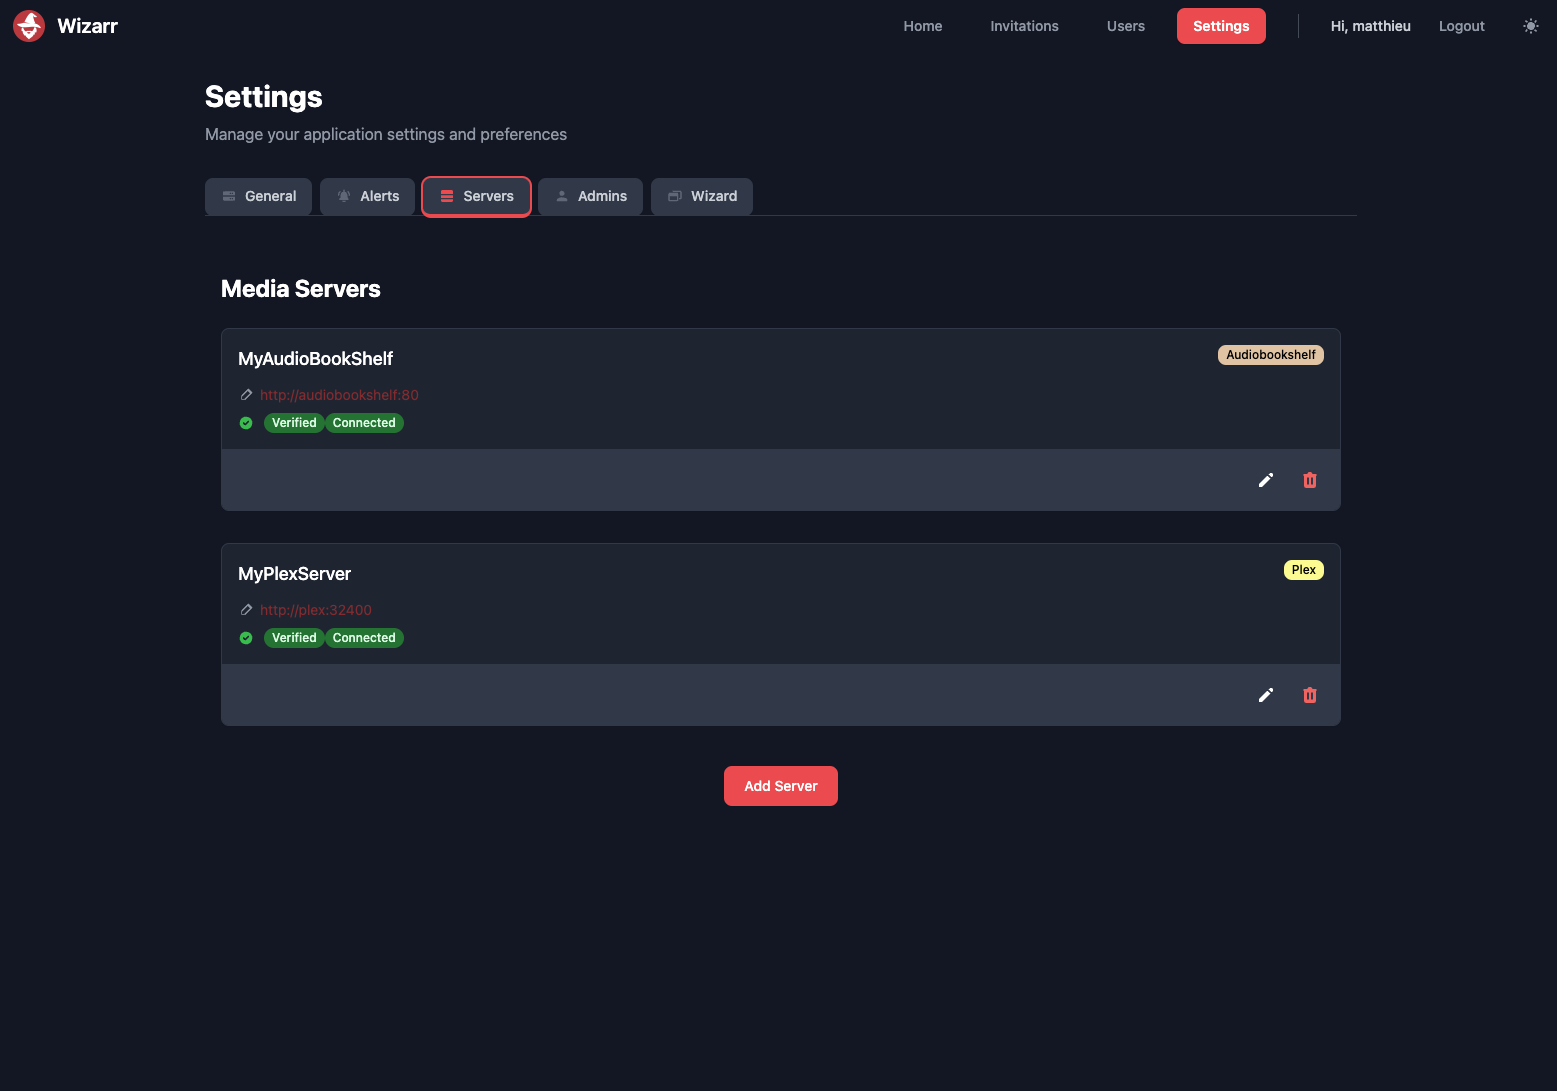 Wizarr
Home Invitations Users Settings Hi, matthieu Logout
Settings
Manage your application settings and preferences
General Alerts Servers Admins Wizard
Media Servers
MyAudioBookShelf Audiobookshelf
http://audiobookshelf:80
Verified Connected
MyPlexServer Plex
http://plex:32400
Verified Connected
Add Server